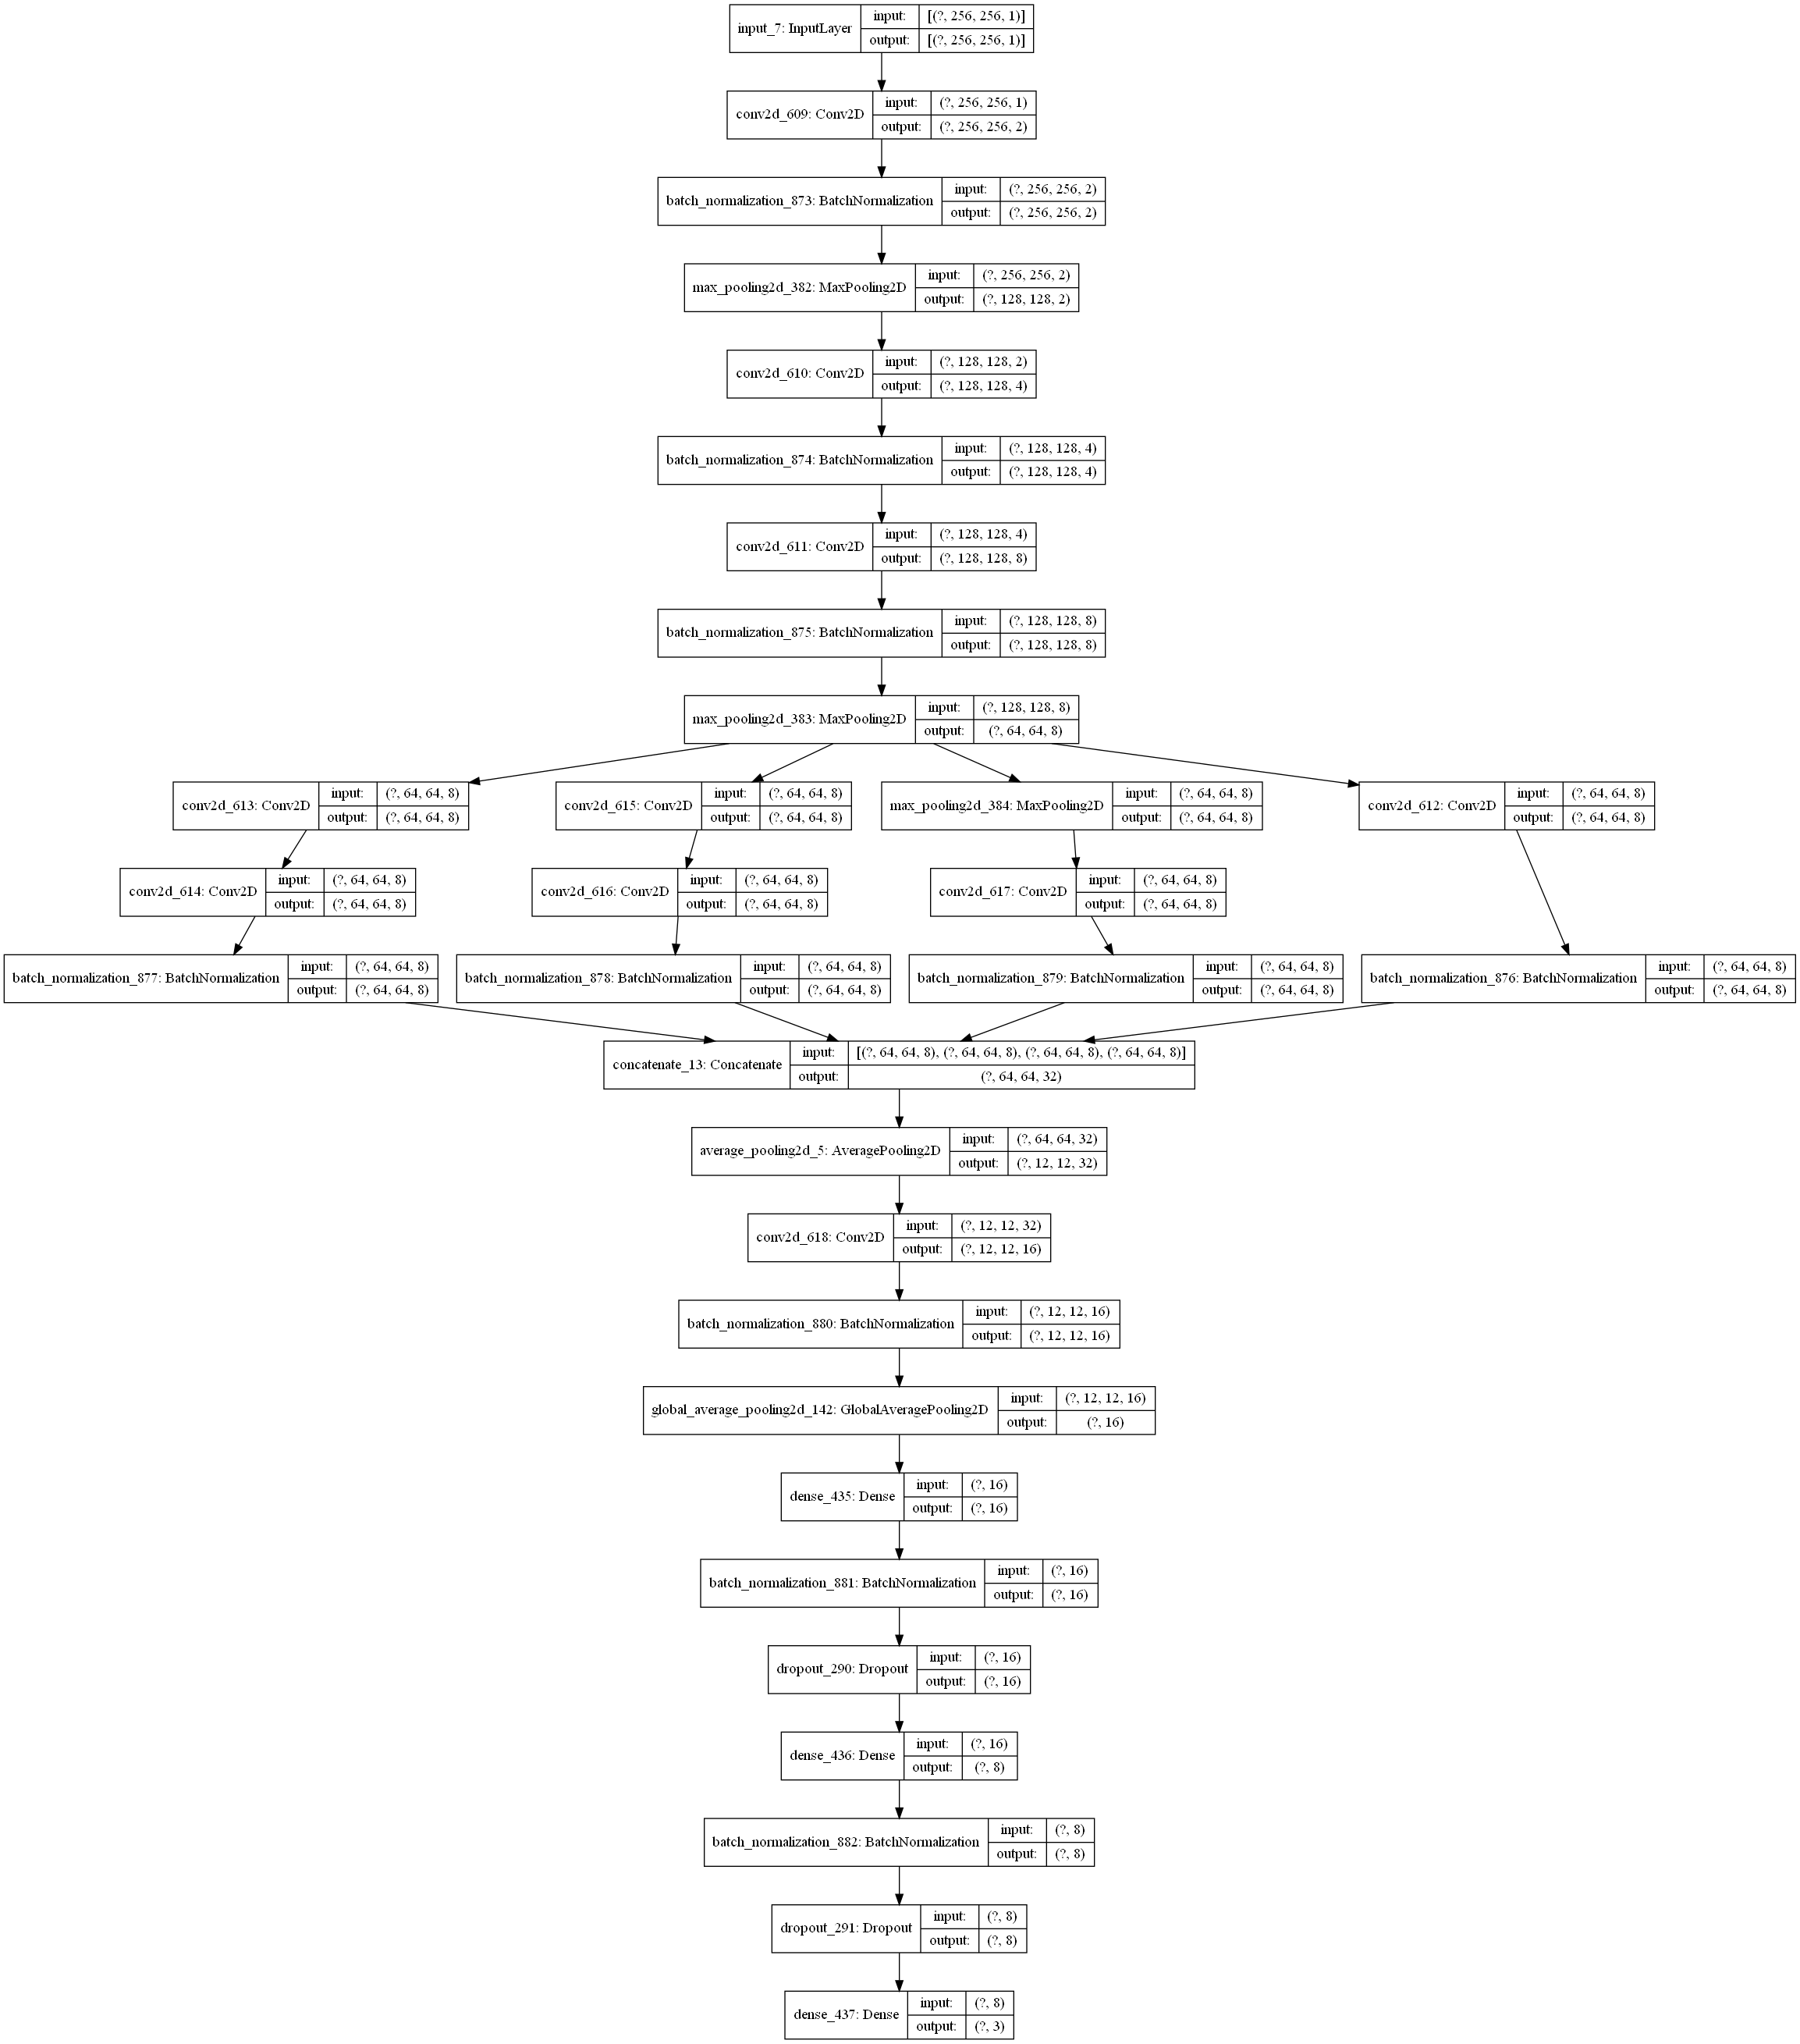 input_7: InputLayer
input: [(?, 256, 256, 1)]
output: [(?, 256, 256, 1)]
conv2d_609: Conv2D
input: (?, 256, 256, 1)
output: (?, 256, 256, 2)
batch_normalization_873: BatchNormalization
input: (?, 256, 256, 2)
output: (?, 256, 256, 2)
max_pooling2d_382: MaxPooling2D
input: (?, 256, 256, 2)
output: (?, 128, 128, 2)
conv2d_610: Conv2D
input: (?, 128, 128, 2)
output: (?, 128, 128, 4)
batch_normalization_874: BatchNormalization
input: (?, 128, 128, 4)
output: (?, 128, 128, 4)
conv2d_611: Conv2D
input: (?, 128, 128, 4)
output: (?, 128, 128, 8)
batch_normalization_875: BatchNormalization
input: (?, 128, 128, 8)
output: (?, 128, 128, 8)
max_pooling2d_383: MaxPooling2D
input: (?, 128, 128, 8)
output: (?, 64, 64, 8)
conv2d_613: Conv2D
input: (?, 64, 64, 8)
output: (?, 64, 64, 8)
conv2d_615: Conv2D
input: (?, 64, 64, 8)
output: (?, 64, 64, 8)
max_pooling2d_384: MaxPooling2D
input: (?, 64, 64, 8)
output: (?, 64, 64, 8)
conv2d_612: Conv2D
input: (?, 64, 64, 8)
output: (?, 64, 64, 8)
conv2d_614: Conv2D
input: (?, 64, 64, 8)
output: (?, 64, 64, 8)
conv2d_616: Conv2D
input: (?, 64, 64, 8)
output: (?, 64, 64, 8)
conv2d_617: Conv2D
input: (?, 64, 64, 8)
output: (?, 64, 64, 8)
batch_normalization_877: BatchNormalization
input: (?, 64, 64, 8)
output: (?, 64, 64, 8)
batch_normalization_878: BatchNormalization
input: (?, 64, 64, 8)
output: (?, 64, 64, 8)
batch_normalization_879: BatchNormalization
input: (?, 64, 64, 8)
output: (?, 64, 64, 8)
batch_normalization_876: BatchNormalization
input: (?, 64, 64, 8)
output: (?, 64, 64, 8)
concatenate_13: Concatenate
input: [(?, 64, 64, 8), (?, 64, 64, 8), (?, 64, 64, 8), (?, 64, 64, 8)]
output: (?, 64, 64, 32)
average_pooling2d_5: AveragePooling2D
input: (?, 64, 64, 32)
output: (?, 12, 12, 32)
conv2d_618: Conv2D
input: (?, 12, 12, 32)
output: (?, 12, 12, 16)
batch_normalization_880: BatchNormalization
input: (?, 12, 12, 16)
output: (?, 12, 12, 16)
global_average_pooling2d_142: GlobalAveragePooling2D
input: (?, 12, 12, 16)
output: (?, 16)
dense_435: Dense
input: (?, 16)
output: (?, 16)
batch_normalization_881: BatchNormalization
input: (?, 16)
output: (?, 16)
dropout_290: Dropout
input: (?, 16)
output: (?, 16)
dense_436: Dense
input: (?, 16)
output: (?, 8)
batch_normalization_882: BatchNormalization
input: (?, 8)
output: (?, 8)
dropout_291: Dropout
input: (?, 8)
output: (?, 8)
dense_437: Dense
input: (?, 8)
output: (?, 3)